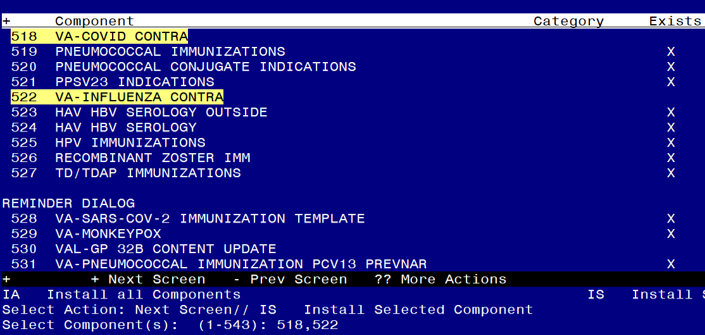 + Component Category Exists
518 VA-COVID CONTRA
519 PNEUMOCOCCAL IMMUNIZATIONS X
520 PNEUMOCOCCAL CONJUGATE INDICATIONS X
521 PPSV23 INDICATIONS X
522 VA-INFLUENZA CONTRA
523 HAV HBV SEROLOGY OUTSIDE X
524 HAV HBV SEROLOGY X
525 HPV IMMUNIZATIONS X
526 RECOMBINANT ZOSTER IMM X
527 TD/TDAP IMMUNIZATIONS X
REMINDER DIALOG
528 VA-SARS-COV-2 IMMUNIZATION TEMPLATE X
529 VA-MONKEYPOX X
530 VAL-GP 32B CONTENT UPDATE
531 VA-PNEUMOCOCCAL IMMUNIZATION PCV13 PREVNAR X
+ + Next Screen - Prev Screen ?? More Actions
IA Install all Components IS Install S
Select Action: Next Screen// IS Install Selected Component
Select Component(s): (1-543): 518,522